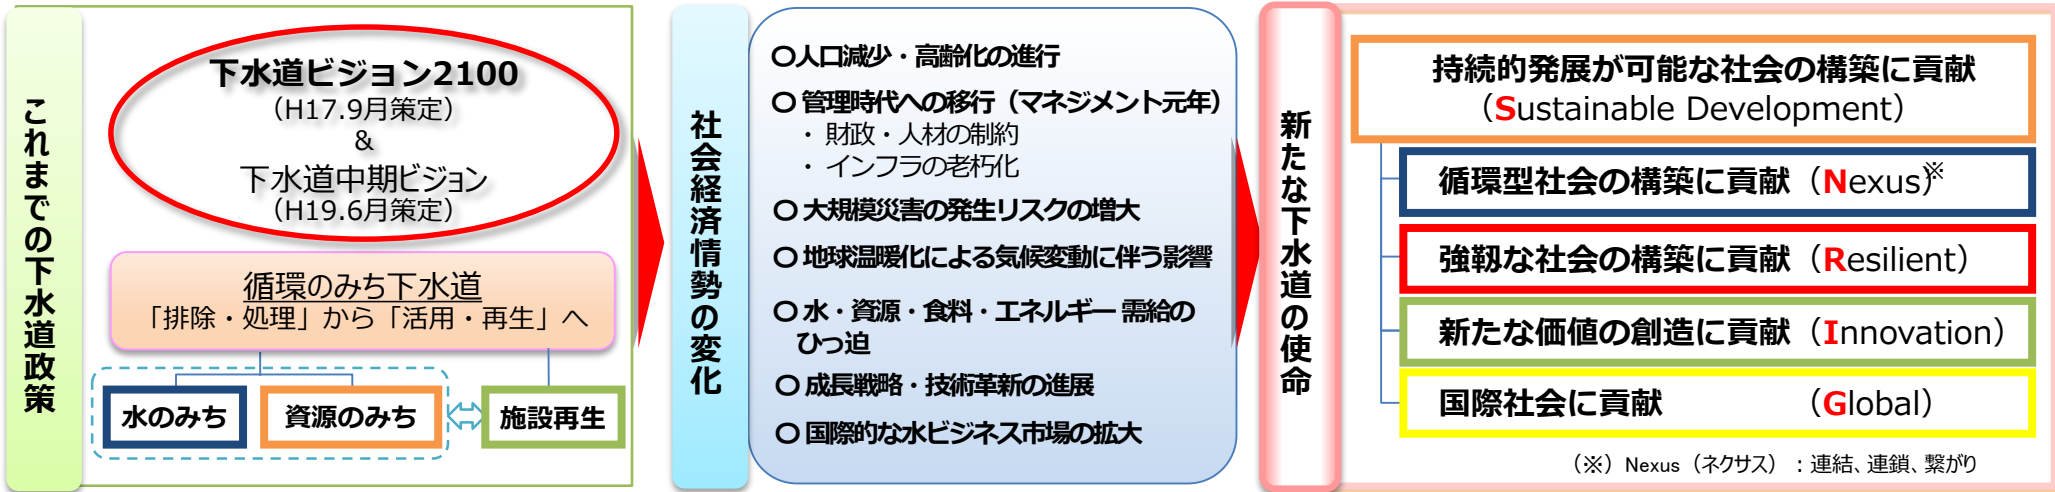 これまでの下水道政策
下水道ビジョン2100
（H17.9月策定）
&
下水道中期ビジョン
（H19.6月策定）
循環のみち下水道
「排除・処理」から「活用・再生」へ
水のみち
資源のみち
施設再生
社会経済情勢の変化
〇人口減少・高齢化の進行
〇 管理時代への移行（マネジメント元年）
・ 財政・人材の制約
・ インフラの老朽化
〇 大規模災害の発生リスクの増大
〇 地球温暖化による気候変動に伴う影響
〇 水・資源・食料・エネルギー 需給の
ひっ迫
〇 成長戦略・技術革新の進展
〇 国際的な水ビジネス市場の拡大
新たな下水道の使命
持続的発展が可能な社会の構築に貢献
（Sustainable Development）
循環型社会の構築に貢献（Nexus）※
強靱な社会の構築に貢献（Resilient）
新たな価値の創造に貢献（Innovation）
国際社会に貢献 （Global）
（※）Nexus（ネクサス）：連結、連鎖、繋がり